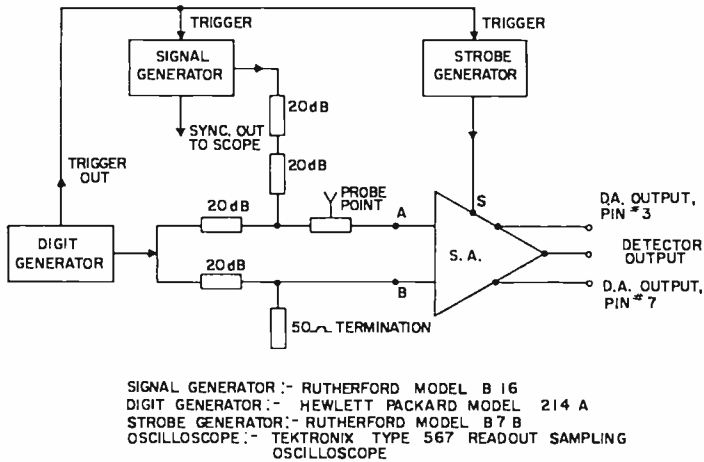 TRIGGER
TRIGGER
SIGNAL
GENERATOR
STROBE
GENERATOR
20dB
SYNC. OUT
TO SCOPE
20dB
TRIGGER
OUT
PROBE
POINT
20dB
A
S
D.A. OUTPUT,
PIN #3
DIGIT
GENERATOR
S. A.
DETECTOR
OUTPUT
20dB
B
D.A. OUTPUT,
PIN #7
50Ω TERMINATION
SIGNAL GENERATOR:- RUTHERFORD MODEL B 16
DIGIT GENERATOR:- HEWLETT PACKARD MODEL 214 A
STROBE GENERATOR:- RUTHERFORD MODEL B7 B
OSCILLOSCOPE:- TEKTRONIX TYPE 567 READOUT SAMPLING
OSCILLOSCOPE